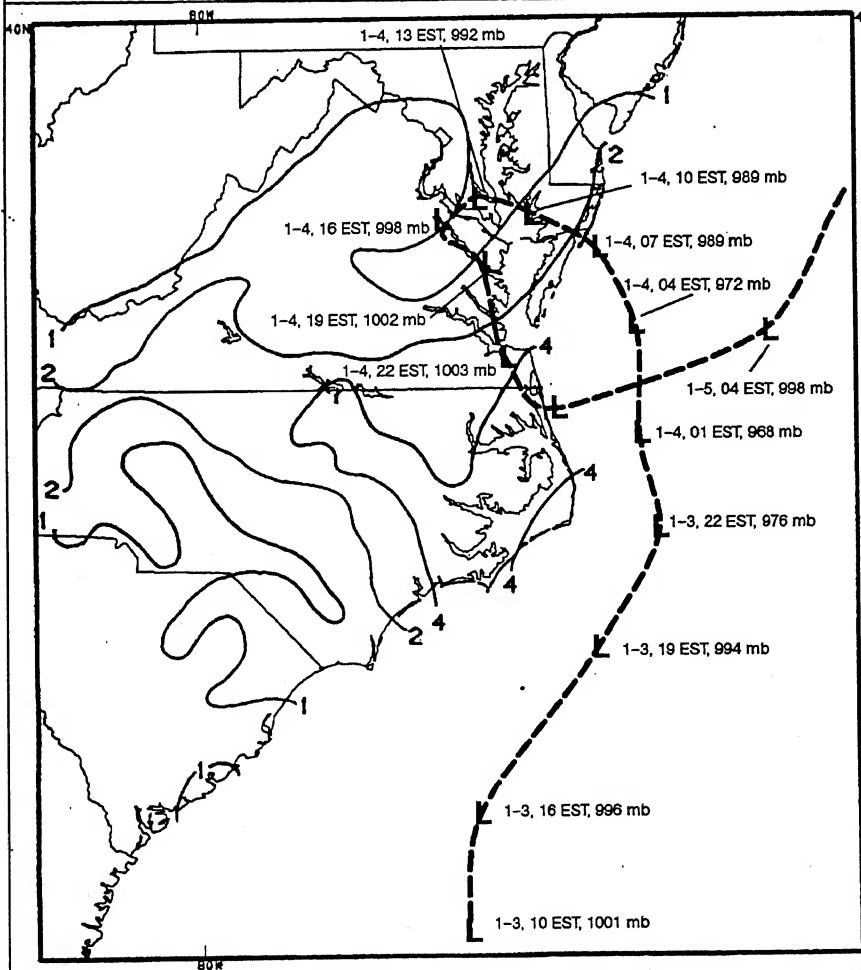 80W
40N
4
1-4, 13 EST, 992 mb
1
2
1-4, 10 EST, 989 mb
1-4, 16 EST, 998 mb
L
L
L
1-4, 07 EST, 989 mb
L
L
1-4, 04 EST, 972 mb
1-4, 19 EST, 1002 mb
L
L
1
4
1-4, 22 EST, 1003 mb
L
2
1-5, 04 EST, 998 mb
L
1-4, 01 EST, 968 mb
L
4
2
1
1-3, 22 EST, 976 mb
L
4
4
2
L
1-3, 19 EST, 994 mb
1
1
L
1-3, 16 EST, 996 mb
1-3, 10 EST, 1001 mb
L
80W